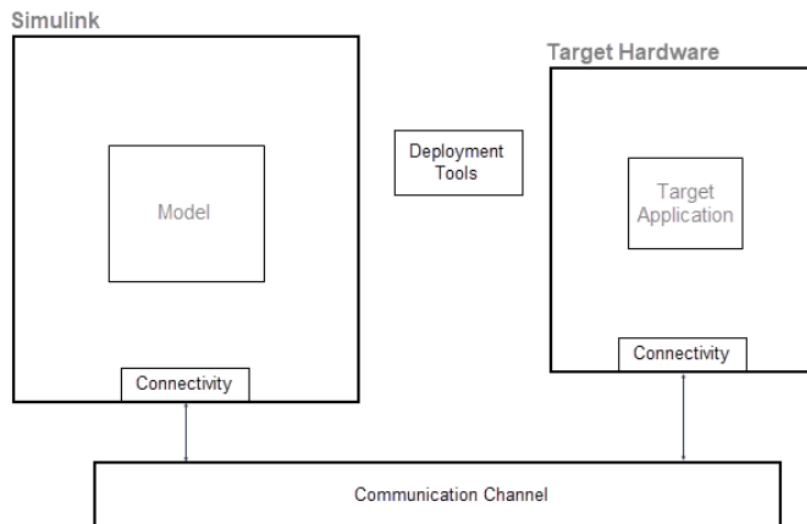 Simulink
Target Hardware
Deployment
Tools
Model
Target
Application
Connectivity
Connectivity
Communication Channel